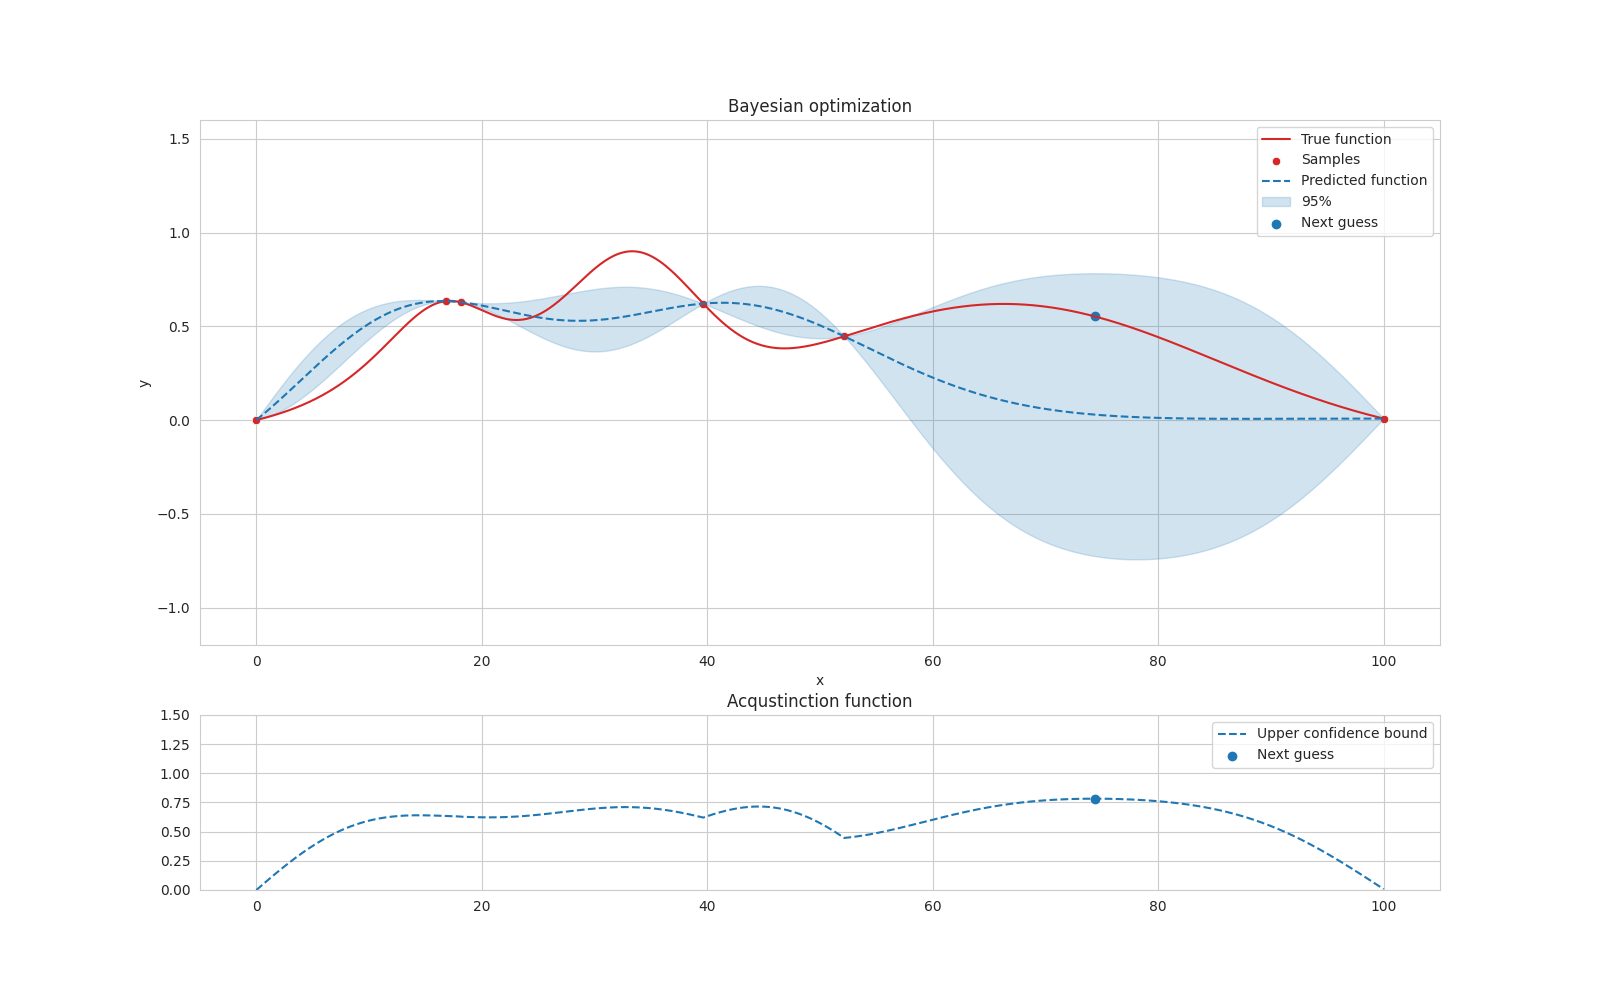 Bayesian optimization
1.5
1.0
0.5
0.0
−0.5
−1.0
y
True function
Samples
Predicted function
95%
Next guess
0 20 40 60 80 100
x
Acqustinction function
1.50
1.25
1.00
0.75
0.50
0.25
0.00
Upper confidence bound
Next guess
0 20 40 60 80 100